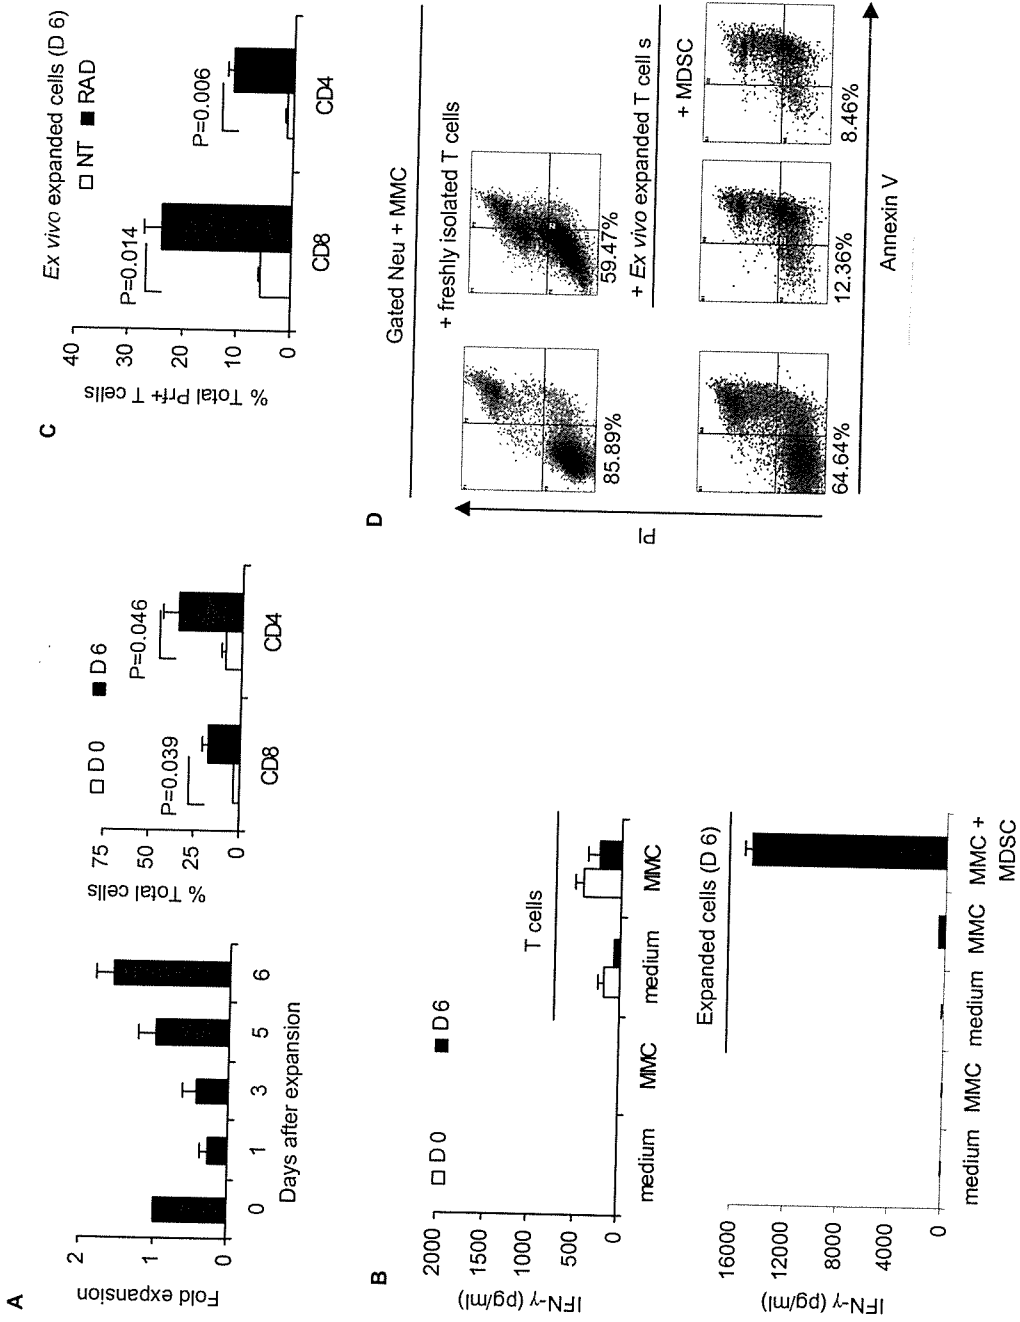 A
Fold expansion
2
1
0
0 1 3 5 6
Days after expansion
□ D 0 ■ D 6
% Total cells
75
50
25
0
P=0.039
P=0.046
CD8 CD4
B
□ D 0 ■ D 6
IFN-γ (pg/ml)
2000
1500
1000
500
0
T cells
medium MMC medium MMC
Expanded cells (D 6)
IFN-γ (pg/ml)
16000
12000
8000
4000
0
medium MMC medium MMC MMC +
MDSC
C
Ex vivo expanded cells (D 6)
□ NT ■ RAD
% Total Prf+ T cells
40
30
20
10
0
P=0.014
P=0.006
CD8 CD4
D
Gated Neu + MMC
+ freshly isolated T cells
85.89% 59.47%
+ Ex vivo expanded T cell s
+ MDSC
64.64% 12.36% 8.46%
PI
Annexin V